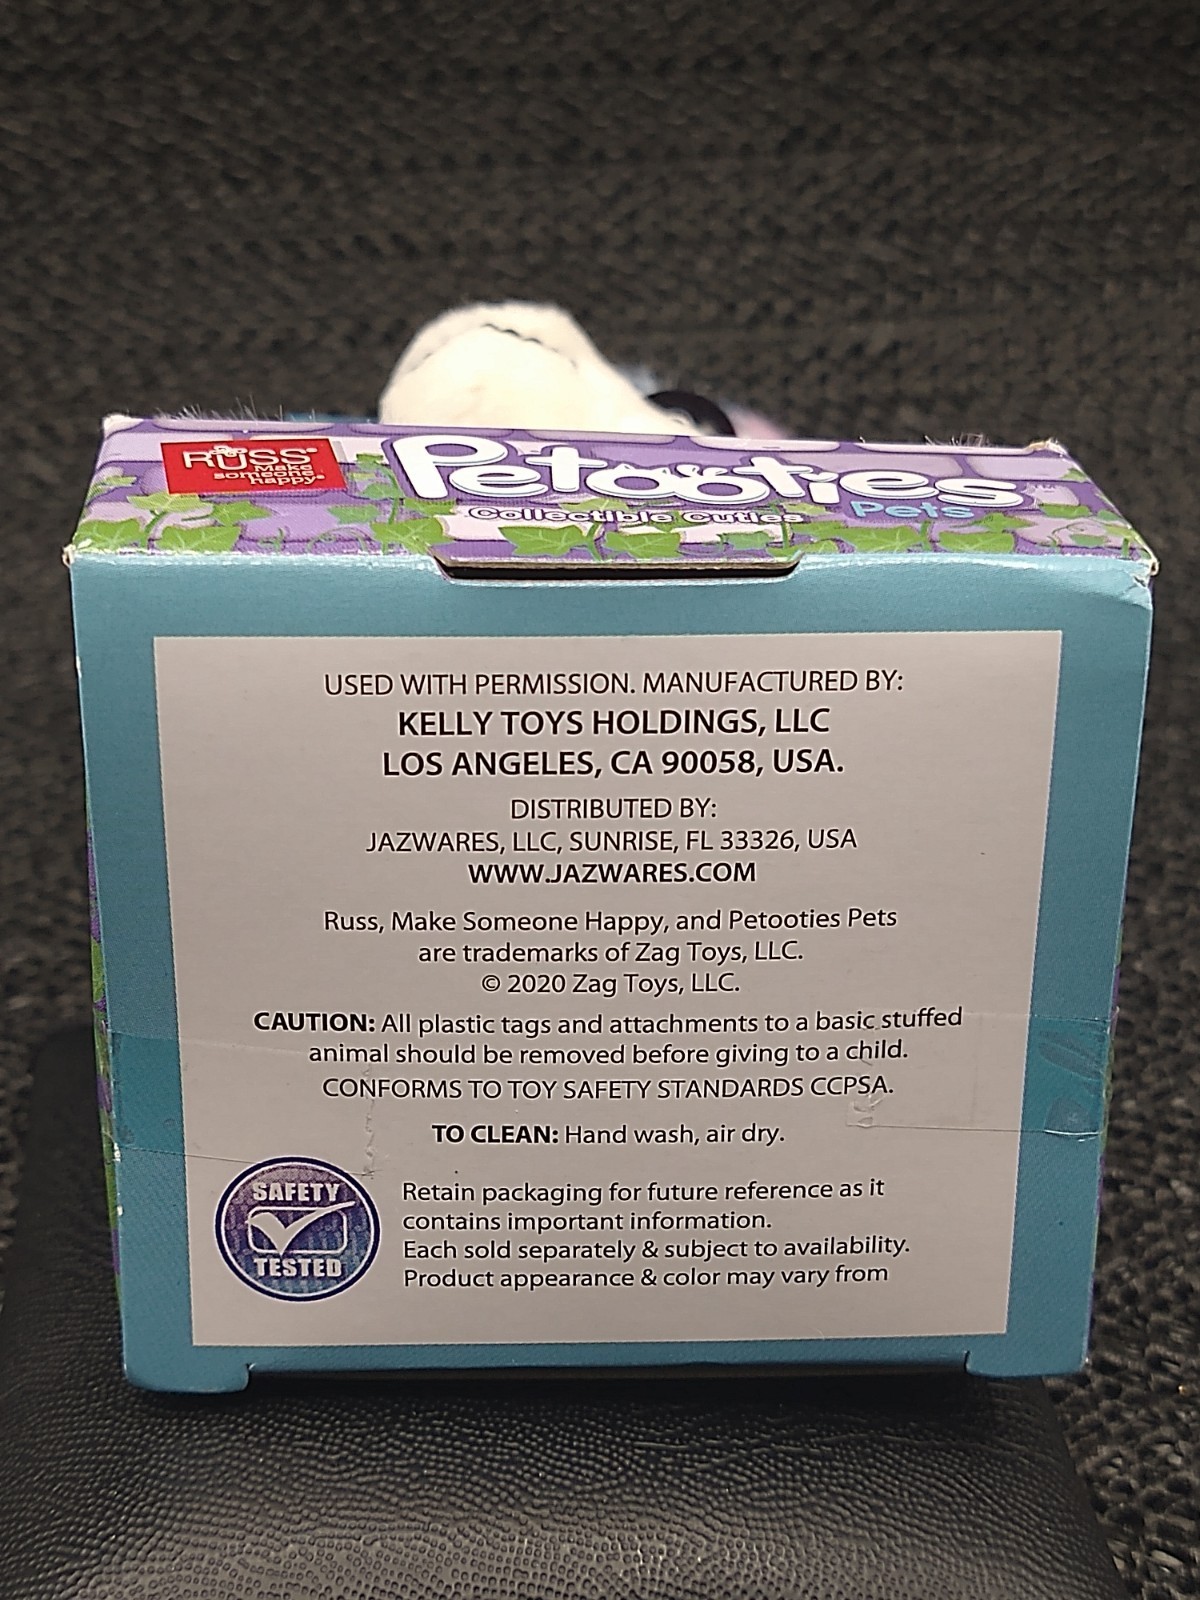 RUSS®
Make
someone
happy®
Petooties
Pets
Collectible Cuties
USED WITH PERMISSION. MANUFACTURED BY:
KELLY TOYS HOLDINGS, LLC
LOS ANGELES, CA 90058, USA.
DISTRIBUTED BY:
JAZWARES, LLC, SUNRISE, FL 33326, USA
WWW.JAZWARES.COM
Russ, Make Someone Happy, and Petooties Pets
are trademarks of Zag Toys, LLC.
© 2020 Zag Toys, LLC.
CAUTION: All plastic tags and attachments to a basic stuffed
animal should be removed before giving to a child.
CONFORMS TO TOY SAFETY STANDARDS CCPSA.
TO CLEAN: Hand wash, air dry.
SAFETY
TESTED
Retain packaging for future reference as it
contains important information.
Each sold separately & subject to availability.
Product appearance & color may vary from